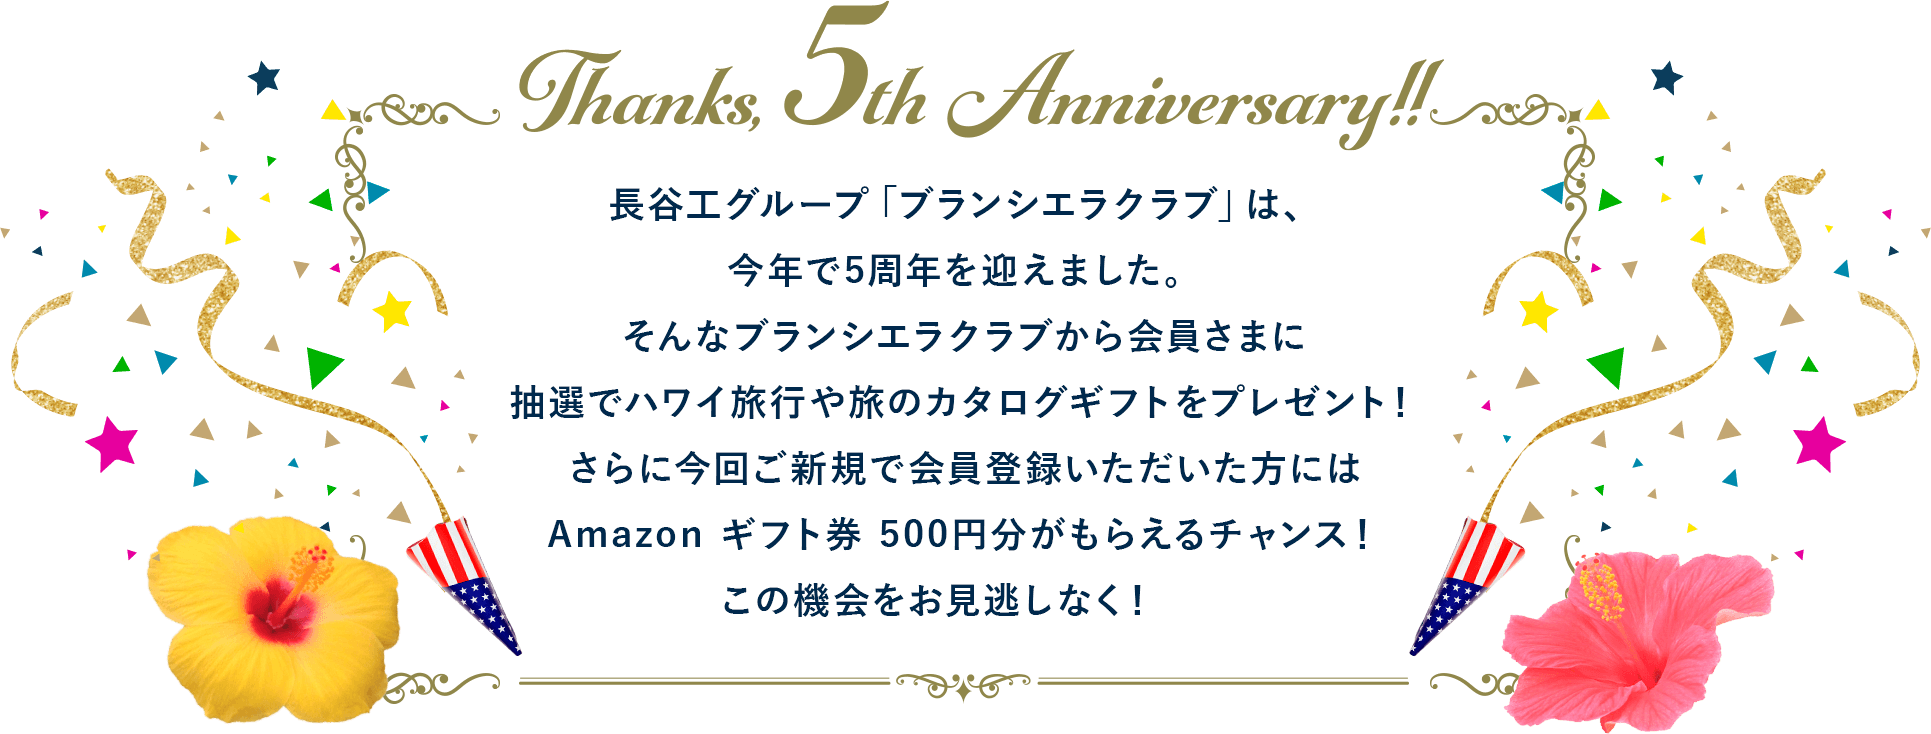 Thanks, 5th Anniversary!!
長谷工グループ「ブランシエラクラブ」は、
今年で5周年を迎えました。
そんなブランシエラクラブから会員さまに
抽選でハワイ旅行や旅のカタログギフトをプレゼント!
さらに今回ご新規で会員登録いただいた方には
Amazon ギフト券 500円分がもらえるチャンス!
この機会をお見逃しなく!